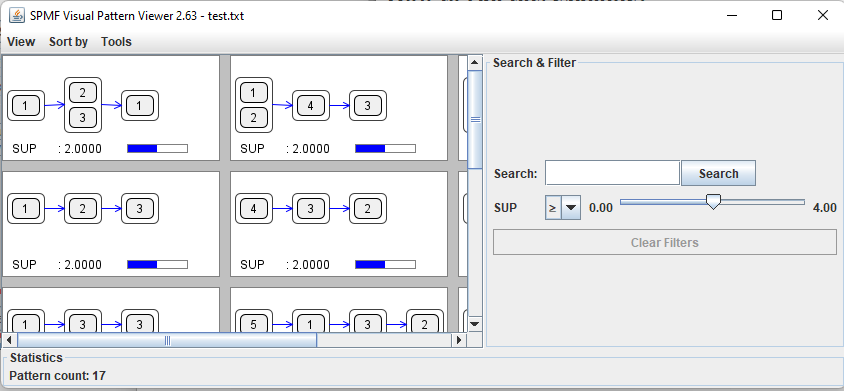 SPMF Visual Pattern Viewer 2.63 - test.txt
View Sort by Tools
1 2 3 1
SUP : 2.0000
1 2 4 3
SUP : 2.0000
1 2 3
SUP : 2.0000
4 3 2
SUP : 2.0000
1 3 3
5 1 3 2
Search & Filter
Search: Search
SUP ≥ 0.00 4.00
Clear Filters
Statistics
Pattern count: 17